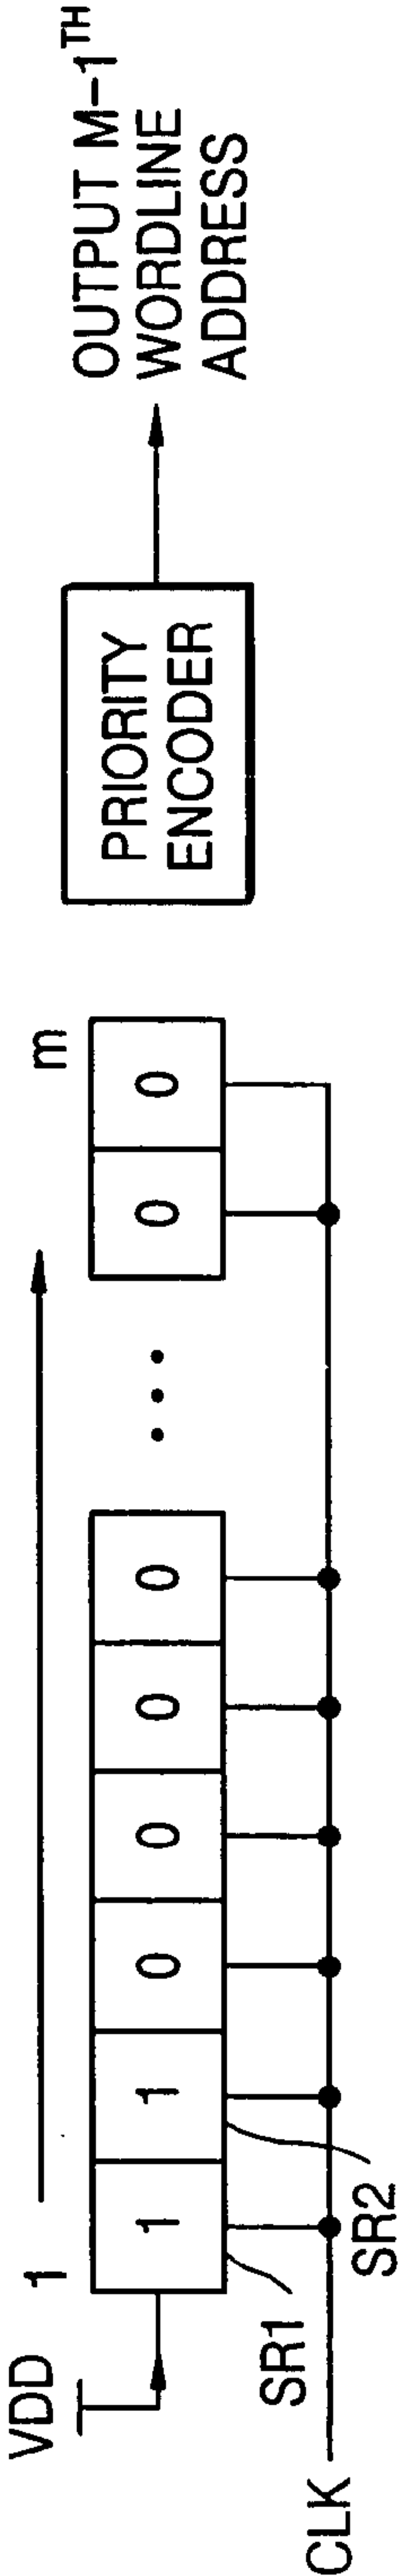 VDD
1
m
1 1 0 0 0 0 ... 0 0
SR1
SR2
CLK
PRIORITY
ENCODER
OUTPUT M-1TH
WORDLINE
ADDRESS